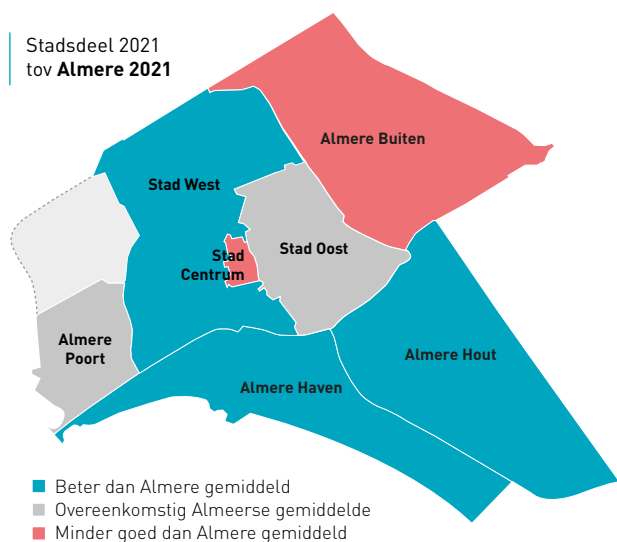 Stadsdeel 2021
tov Almere 2021
Almere Buiten
Stad West
Stad Oost
Stad
Centrum
Almere
Poort
Almere Hout
Almere Haven
Beter dan Almere gemiddeld
Overeenkomstig Almeerse gemiddelde
Minder goed dan Almere gemiddeld